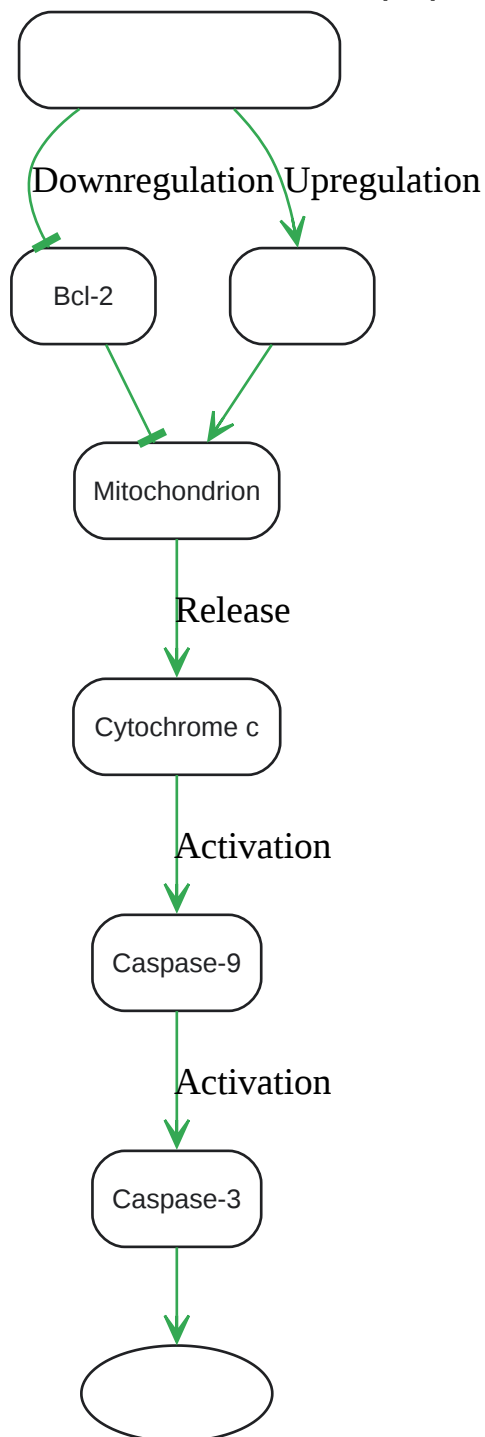 Downregulation Upregulation
Bcl-2
Mitochondrion
Release
Cytochrome c
Activation
Caspase-9
Activation
Caspase-3